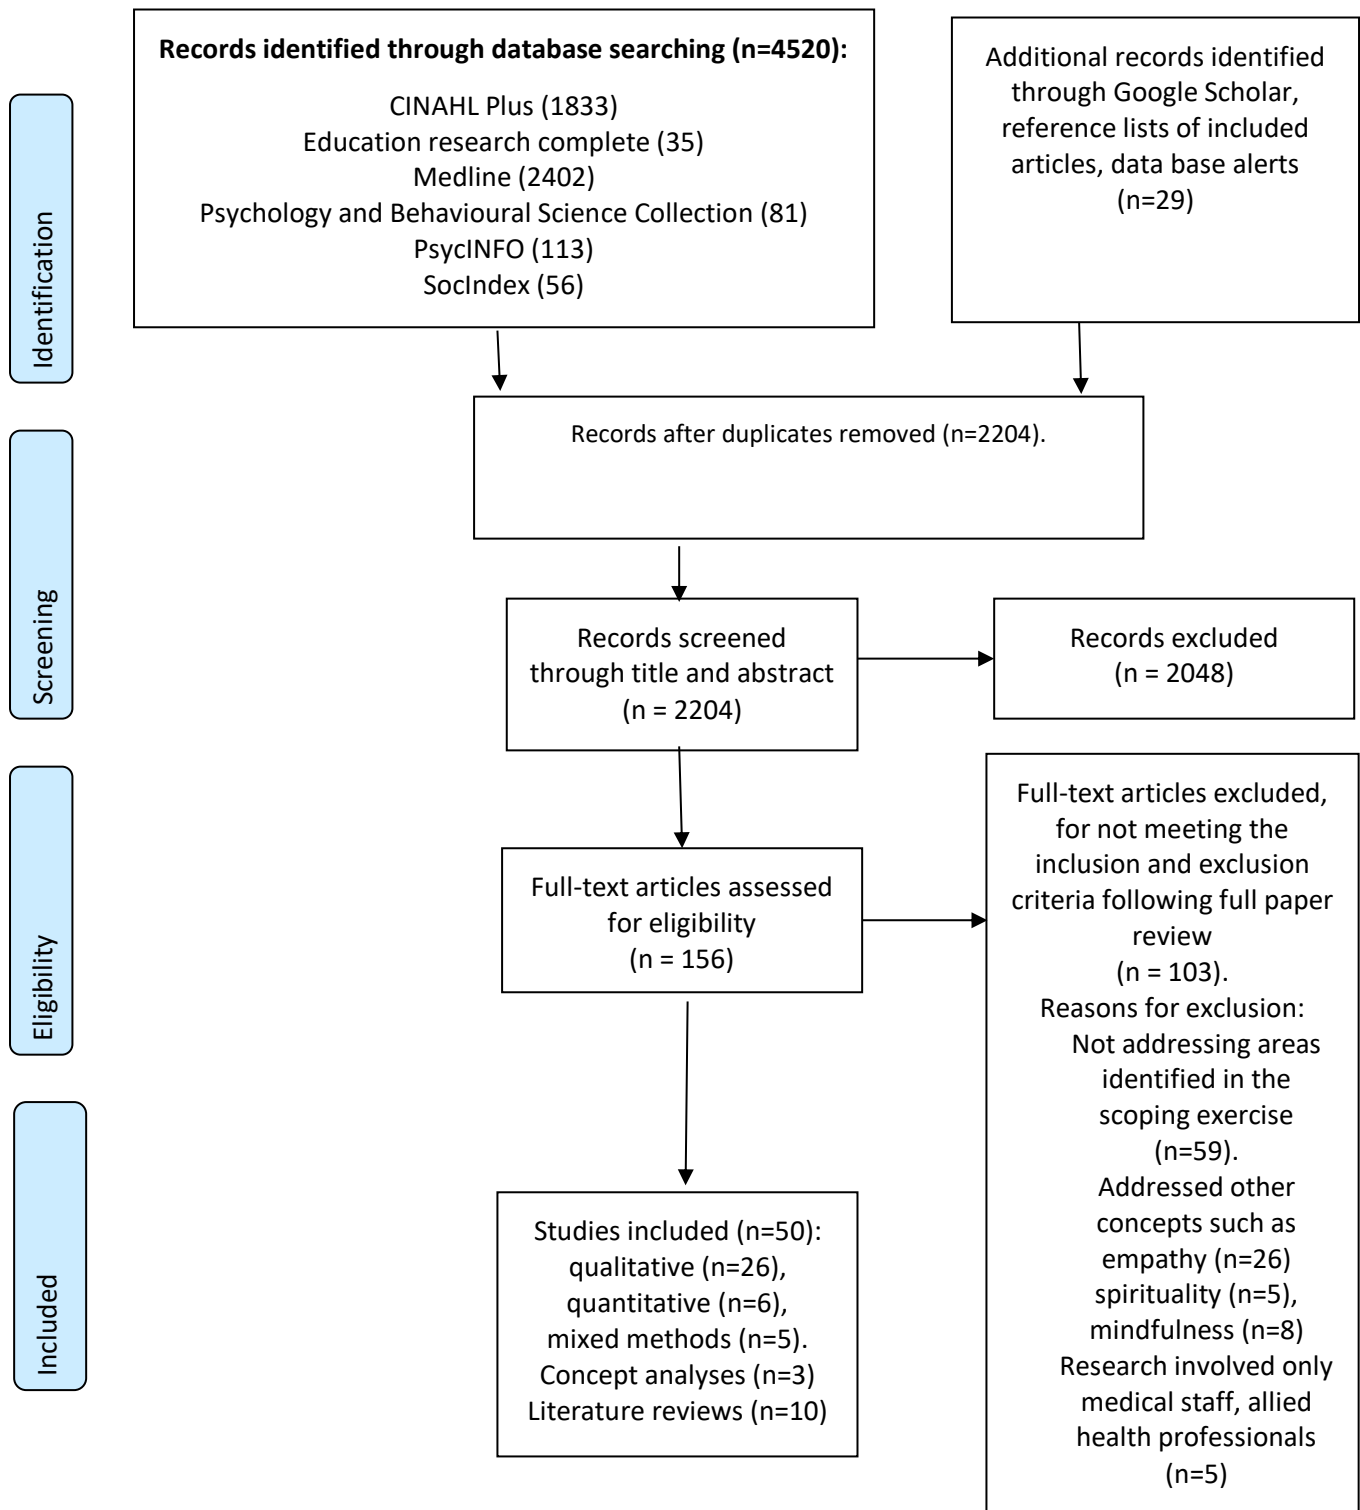 Records identified through database searching (n=4520):
CINAHL Plus (1833)
Education research complete (35)
Medline (2402)
Psychology and Behavioural Science Collection (81)
PsycINFO (113)
SocIndex (56)
Additional records identified
through Google Scholar,
reference lists of included
articles, data base alerts
(n=29)
Identification
Records after duplicates removed (n=2204).
Screening
Records screened
through title and abstract
(n = 2204)
Records excluded
(n = 2048)
Eligibility
Full-text articles assessed
for eligibility
(n = 156)
Full-text articles excluded,
for not meeting the
inclusion and exclusion
criteria following full paper
review
(n = 103).
Reasons for exclusion:
Not addressing areas
identified in the
scoping exercise
(n=59).
Addressed other
concepts such as
empathy (n=26)
spirituality (n=5),
mindfulness (n=8)
Research involved only
medical staff, allied
health professionals
(n=5)
Included
Studies included (n=50):
qualitative (n=26),
quantitative (n=6),
mixed methods (n=5).
Concept analyses (n=3)
Literature reviews (n=10)